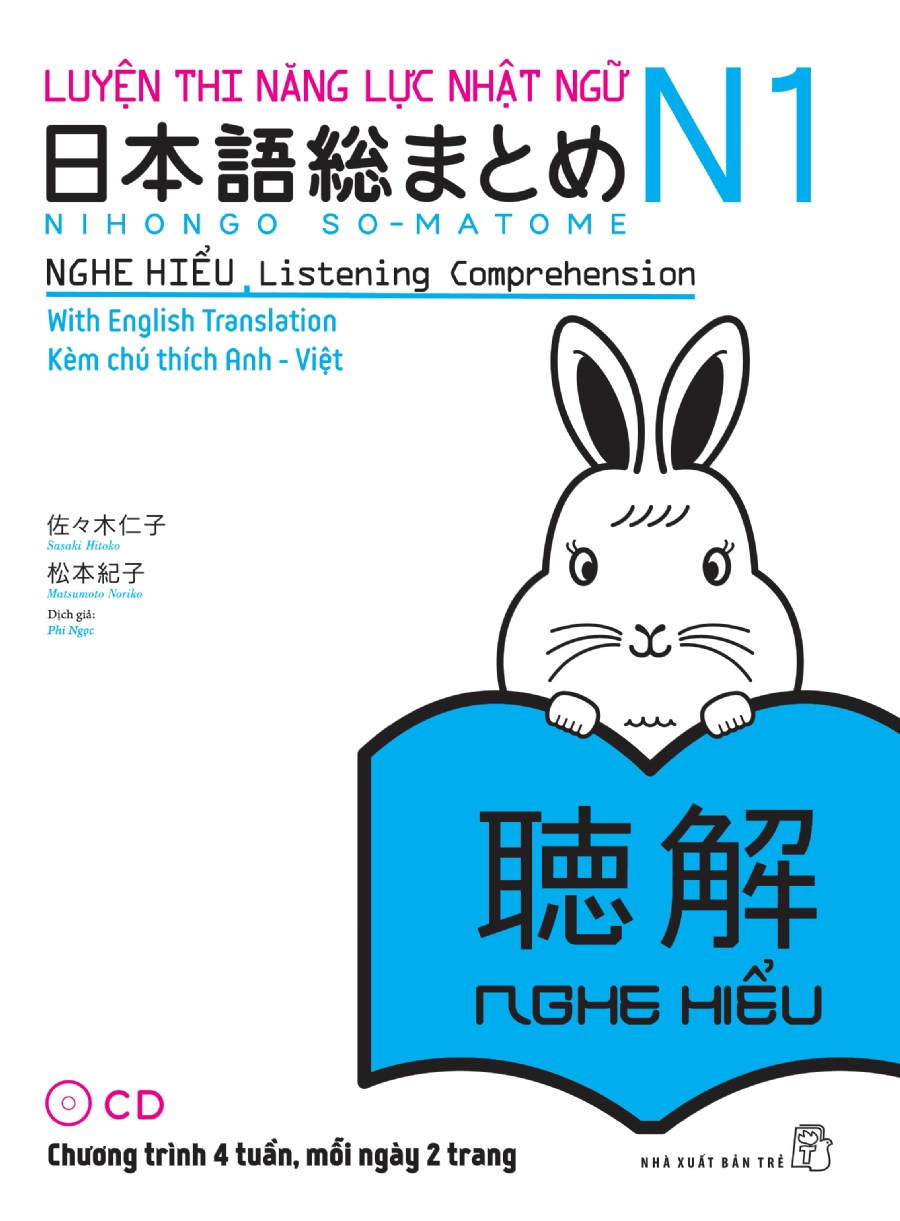 LUYỆN THI NĂNG LỰC NHẬT NGỮ
日本語総まとめ N1
NIHONGO SO-MATOME
NGHE HIỂU. Listening Comprehension
With English Translation
Kèm chú thích Anh - Việt
佐々木仁子
Sasaki Hitoko
松本紀子
Matsumoto Noriko
Dịch giả:
Phi Ngọc
聴解
NGHE HIỂU
CD
Chương trình 4 tuần, mỗi ngày 2 trang
NHÀ XUẤT BẢN TRẺ
T